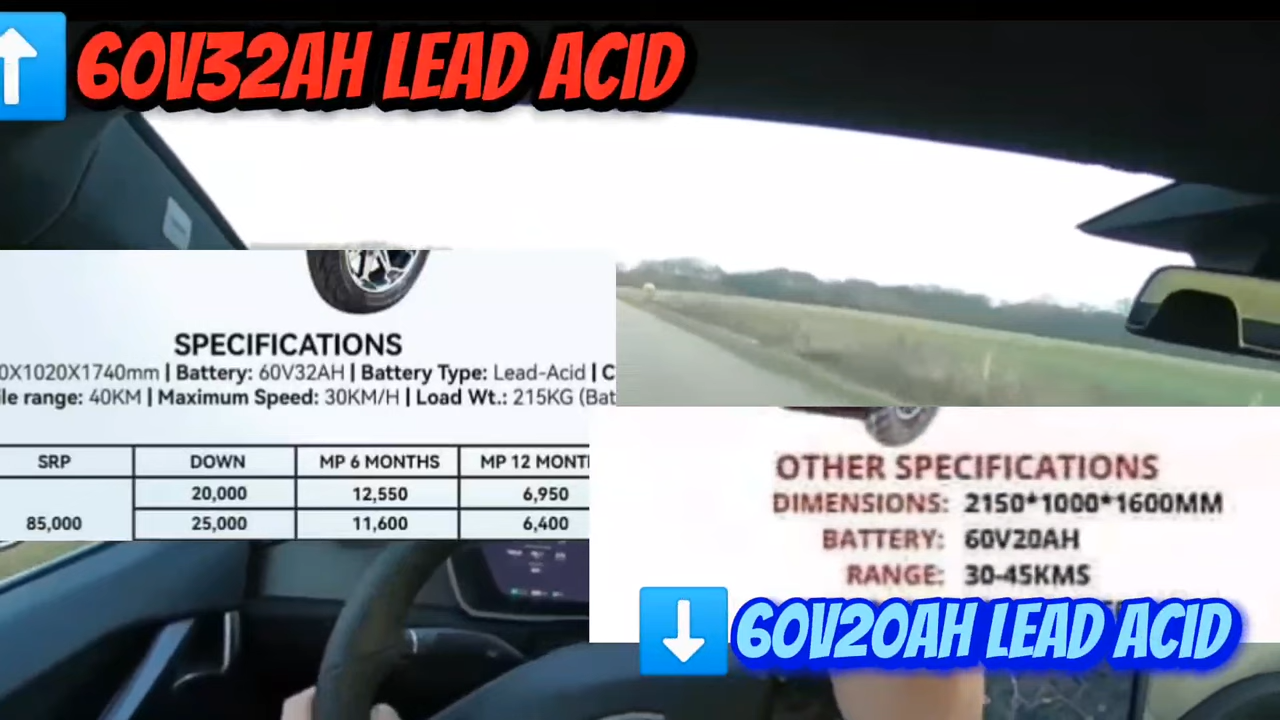 60V32AH LEAD ACID
SPECIFICATIONS
0X1020X1740mm | Battery: 60V32AH | Battery Type: Lead-Acid | C
le range: 40KM | Maximum Speed: 30KM/H | Load Wt.: 215KG (Bat
SRP DOWN MP 6 MONTHS MP 12 MONT
20,000 12,550 6,950
85,000 25,000 11,600 6,400
OTHER SPECIFICATIONS
DIMENSIONS: 2150*1000*1600MM
BATTERY: 60V20AH
RANGE: 30-45KMS
60V20AH LEAD ACID